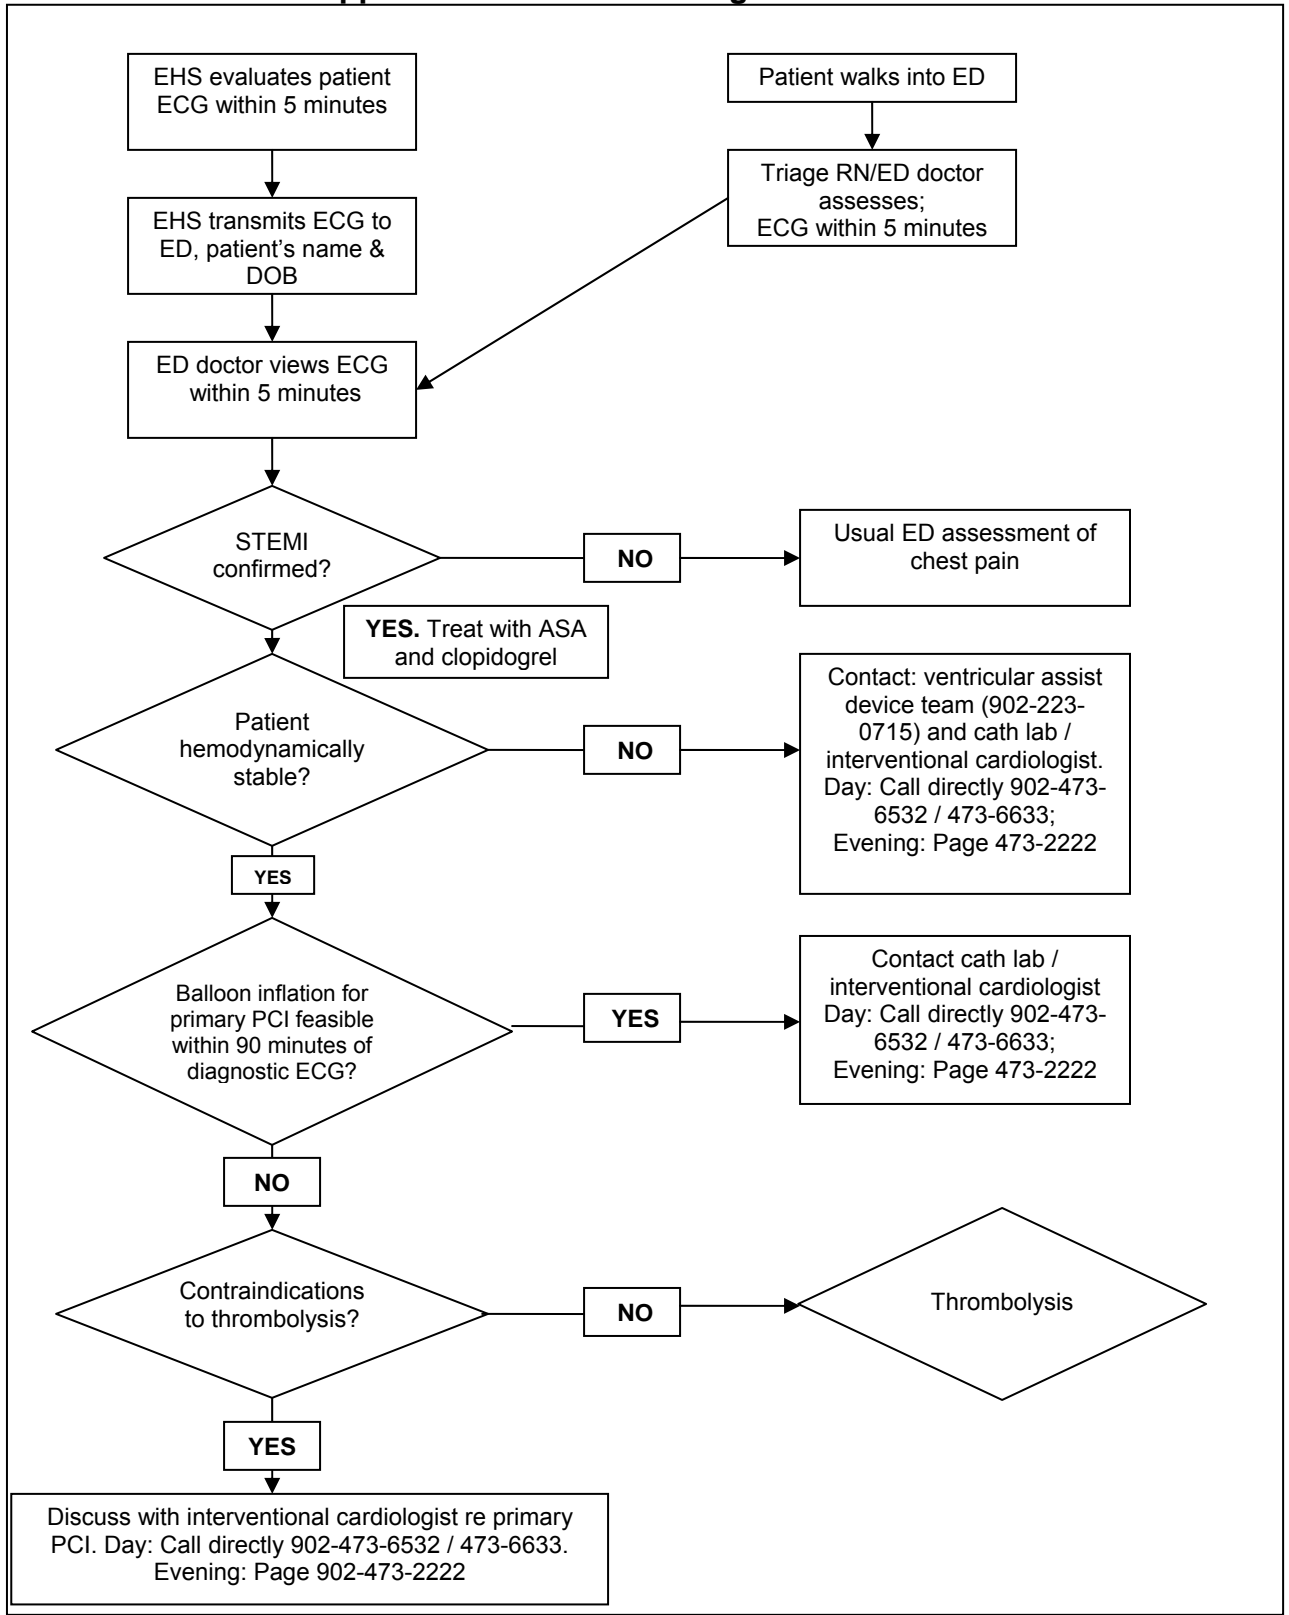 EHS evaluates patient
ECG within 5 minutes
Patient walks into ED
Triage RN/ED doctor
assesses;
ECG within 5 minutes
EHS transmits ECG to
ED, patient's name &
DOB
ED doctor views ECG
within 5 minutes
STEMI
confirmed?
NO
Usual ED assessment of
chest pain
YES. Treat with ASA
and clopidogrel
Patient
hemodynamically
stable?
NO
Contact: ventricular assist
device team (902-223-
0715) and cath lab /
interventional cardiologist.
Day: Call directly 902-473-
6532 / 473-6633;
Evening: Page 473-2222
YES
Balloon inflation for
primary PCI feasible
within 90 minutes of
diagnostic ECG?
YES
Contact cath lab /
interventional cardiologist
Day: Call directly 902-473-
6532 / 473-6633;
Evening: Page 473-2222
NO
Contraindications
to thrombolysis?
NO
Thrombolysis
YES
Discuss with interventional cardiologist re primary
PCI. Day: Call directly 902-473-6532 / 473-6633.
Evening: Page 902-473-2222